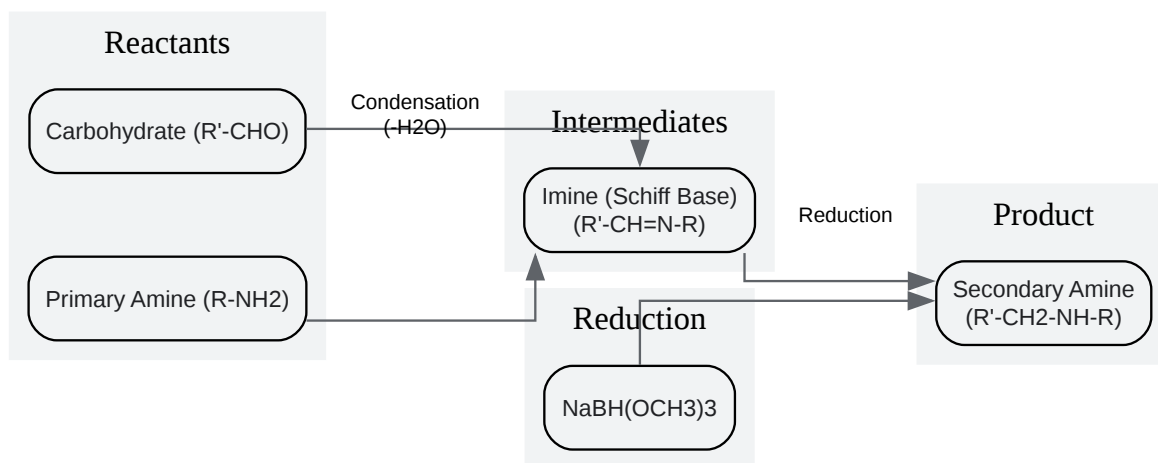 Reactants
Carbohydrate (R'-CHO)
Primary Amine (R-NH2)
Condensation
(-H2O)
Intermediates
Imine (Schiff Base)
(R'-CH=N-R)
Reduction
NaBH(OCH3)3
Reduction
Product
Secondary Amine
(R'-CH2-NH-R)